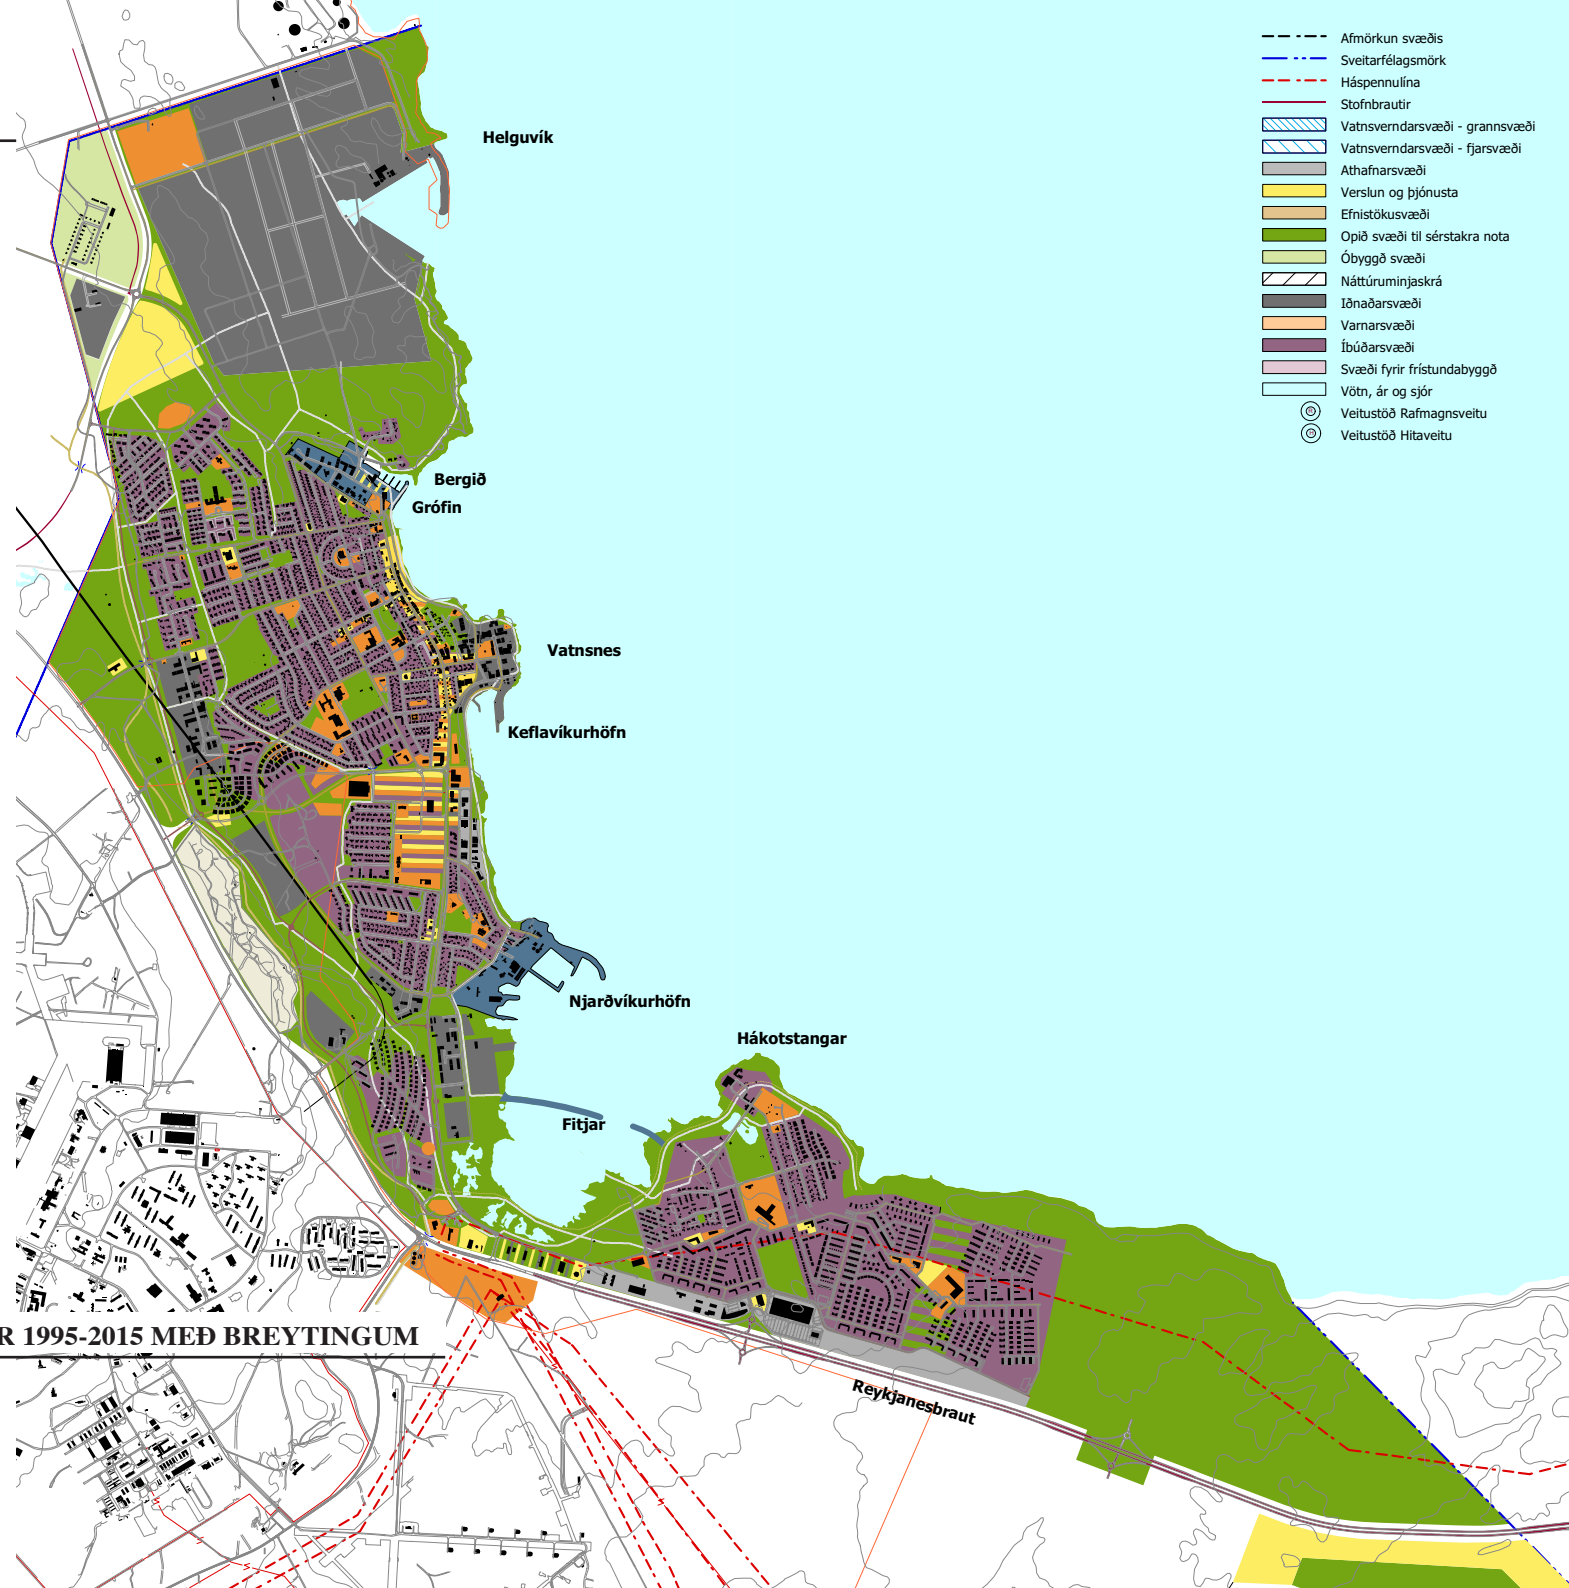 Afmörkun svæðis
Sveitarfélagsmörk
Háspennulína
Stofnbrautir
Vatnsverndarsvæði - grannsvæði
Vatnsverndarsvæði - fjarsvæði
Athafnarsvæði
Verslun og þjónusta
Efnistökusvæði
Opið svæði til sérstakra nota
Óbyggð svæði
Náttúruminjaskrá
Iðnaðarsvæði
Varnarsvæði
Íbúðarsvæði
Svæði fyrir frístundabyggð
Vötn, ár og sjór
Veitustöð Rafmagnsveitu
Veitustöð Hitaveitu
Helguvík
Bergið
Grófin
Vatnsnes
Keflavíkurhöfn
Njarðvíkurhöfn
Hákotstangar
Fitjar
R 1995-2015 MEÐ BREYTINGUM
Reykjanesbraut